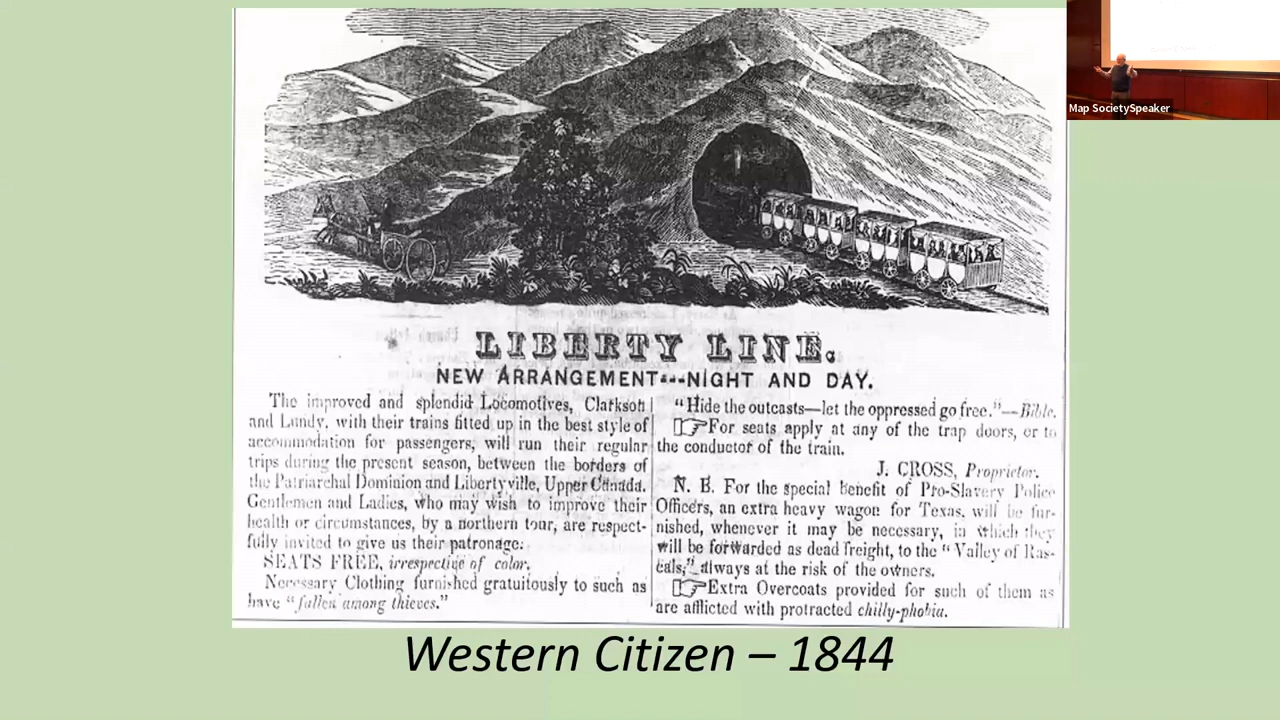 Map SocietySpeaker
LIBERTY LINE.
NEW ARRANGEMENT---NIGHT AND DAY.
The improved and splendid Locomotives, Clarkson
and Lundy, with their trains fitted up in the best style of
accommodation for passengers, will run their regular
trips during the present season, between the borders of
the Patriarchal Dominion and Libertyville, Upper Canada.
Gentlemen and Ladies, who may wish to improve their
health or circumstances, by a northern tour, are respect-
fully invited to give us their patronage.
SEATS FREE, irrespective of color.
Necessary Clothing furnished gratuitously to such as
have "fallen among thieves."
"Hide the outcasts—let the oppressed go free."—Bible.
☞For seats apply at any of the trap doors, or to
the conductor of the train.
J. CROSS, Proprietor.
N. B. For the special benefit of Pro-Slavery Police
Officers, an extra heavy wagon for Texas, will be fur-
nished, whenever it may be necessary, in which they
will be forwarded as dead freight, to the "Valley of Ras-
cals," always at the risk of the owners.
☞Extra Overcoats provided for such of them as
are afflicted with protracted chilly-phobia.
Western Citizen – 1844